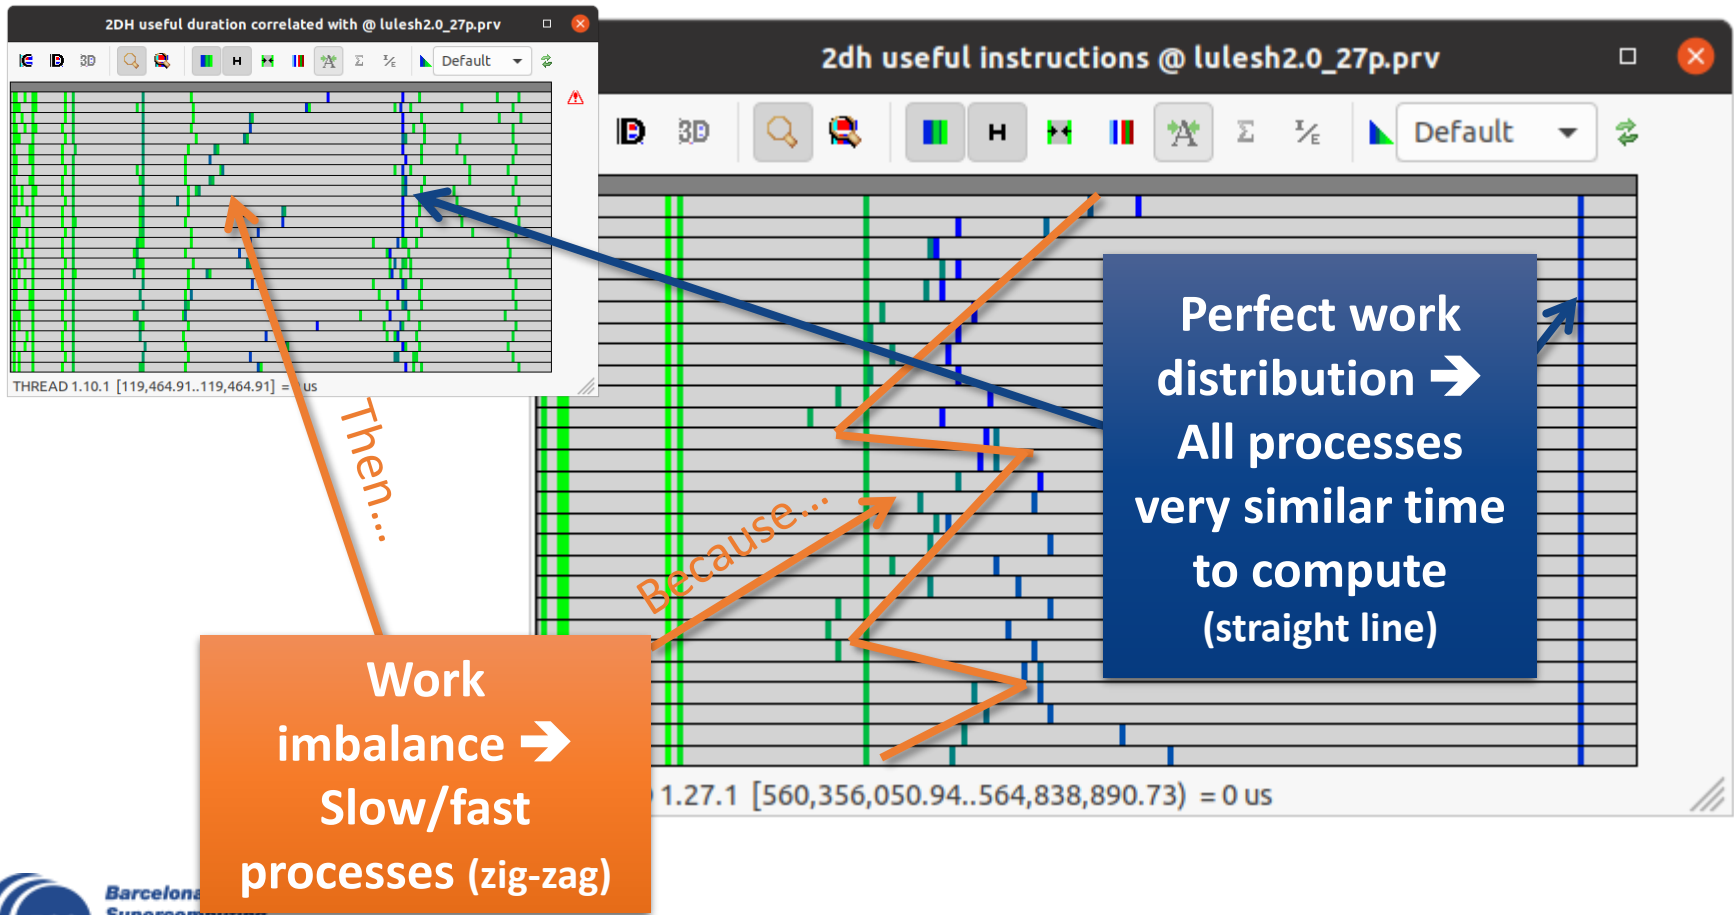 2DH useful duration correlated with @ lulesh2.0_27p.prv
3D
H
Default
THREAD 1.10.1 [119,464.91..119,464.91] = 0 us
2dh useful instructions @ lulesh2.0_27p.prv
3D
H
Default
1.27.1 [560,356,050.94..564,838,890.73) = 0 us
Then...
Because...
Perfect work
distribution ➔
All processes
very similar time
to compute
(straight line)
Work
imbalance ➔
Slow/fast
processes (zig-zag)
Barcelona